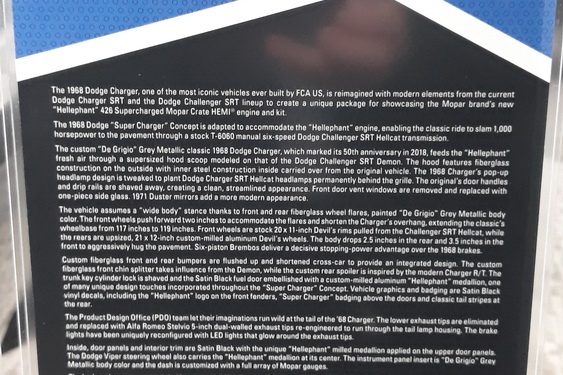 The 1968 Dodge Charger, one of the most iconic vehicles ever built by FCA US, is reimagined with modern elements from the current
Dodge Charger SRT and the Dodge Challenger SRT lineup to create a unique package for showcasing the Mopar brand's new
"Hellephant" 426 Supercharged Mopar Crate HEMI® engine and kit.
The 1968 Dodge "Super Charger" Concept is adapted to accommodate the "Hellephant" engine, enabling the classic ride to slam 1,000
horsepower to the pavement through a stock T-6060 manual six-speed Dodge Challenger SRT Hellcat transmission.
The custom "De Grigio" Grey Metallic classic 1968 Dodge Charger, which marked its 50th anniversary in 2018, feeds the "Hellephant"
fresh air through a supersized hood scoop modeled on that of the Dodge Challenger SRT Demon. The hood features fiberglass
construction on the outside with inner steel construction inside carried over from the original vehicle. The 1968 Charger's pop-up
headlamp design is tweaked to plant Dodge Charger SRT Hellcat headlamps permanently behind the grille. The original's door handles
and drip rails are shaved away, creating a clean, streamlined appearance. Front door vent windows are removed and replaced with
one-piece side glass. 1971 Duster mirrors add a more modern appearance.
The vehicle assumes a "wide body" stance thanks to front and rear fiberglass wheel flares, painted "De Grigio" Grey Metallic body
color. The front wheels push forward two inches to accommodate the flares and shorten the Charger's overhang, extending the classic's
wheelbase from 117 inches to 119 inches. Front wheels are stock 20 x 11-inch Devil's rims pulled from the Challenger SRT Hellcat, while
the rears are upsized, 21 x 12-inch custom-milled aluminum Devil's wheels. The body drops 2.5 inches in the rear and 3.5 inches in the
front to aggressively hug the pavement. Six-piston Brembos deliver a decisive stopping-power advantage over the 1968 brakes.
Custom fiberglass front and rear bumpers are flushed up and shortened cross-car to provide an integrated design. The custom
fiberglass front chin splitter takes influence from the Demon, while the custom rear spoiler is inspired by the modern Charger R/T. The
trunk key cylinder lock is shaved and the Satin Black fuel door embellished with a custom-milled aluminum "Hellephant" medallion, one
of many unique design touches incorporated throughout the "Super Charger" Concept. Vehicle graphics and badging are Satin Black
vinyl decals, including the "Hellephant" logo on the front fenders, "Super Charger" badging above the doors and classic tail stripes at
the rear.
The Product Design Office (PDO) team let their imaginations run wild at the tail of the '68 Charger. The lower exhaust tips are eliminated
and replaced with Alfa Romeo Stelvio 5-inch dual-walled exhaust tips re-engineered to run through the tail lamp housing. The brake
lights have been uniquely reconfigured with LED lights that glow around the exhaust tips.
Inside, door panels and interior trim are Satin Black with the unique "Hellephant" milled medallion applied on the upper door panels.
The Dodge Viper steering wheel also carries the "Hellephant" medallion at its center. The instrument panel insert is "De Grigio" Grey
Metallic body color and the dash is customized with a full array of Mopar gauges.